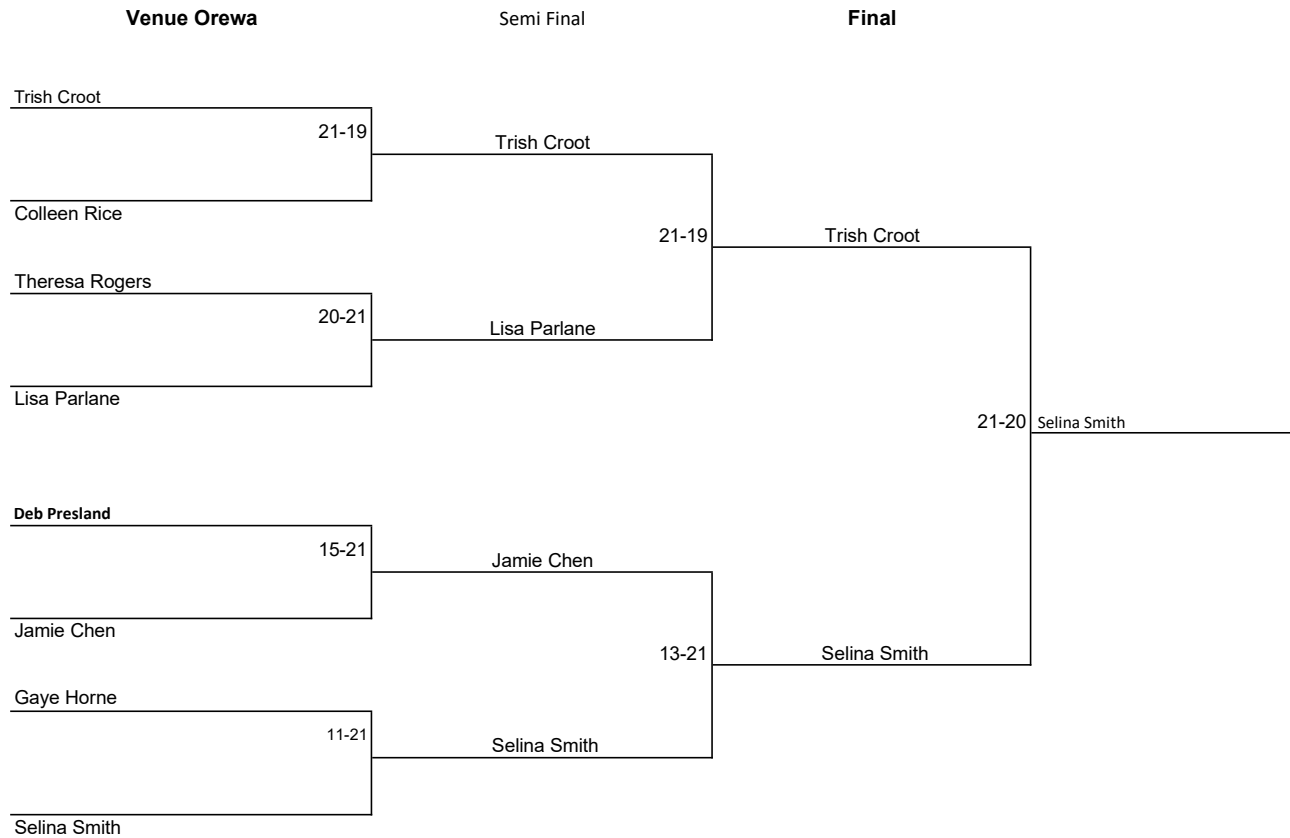 Venue Orewa Semi Final Final
Trish Croot
21-19
Trish Croot
Colleen Rice
21-19 Trish Croot
Theresa Rogers
20-21
Lisa Parlane
Lisa Parlane
21-20 Selina Smith
Deb Presland
15-21
Jamie Chen
Jamie Chen
13-21 Selina Smith
Gaye Horne
11-21
Selina Smith
Selina Smith